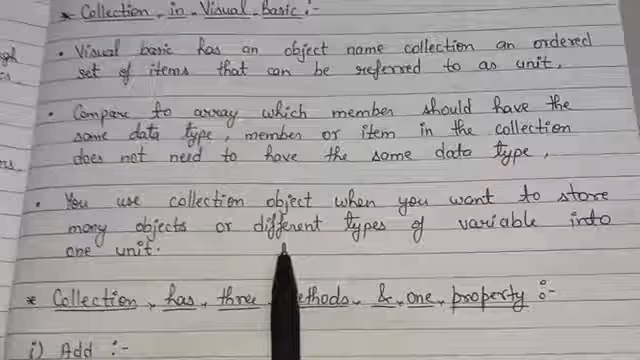 * Collection in Visual Basic :-
• Visual basic has an object name collection an ordered
set of items that can be referred to as unit.
• Compare to array which member should have the
same data type, member or item in the collection
does not need to have the same data type.
• You use collection object when you want to store
many objects or different types of variable into
one unit.
* Collection has three & one property :-
i) Add :-